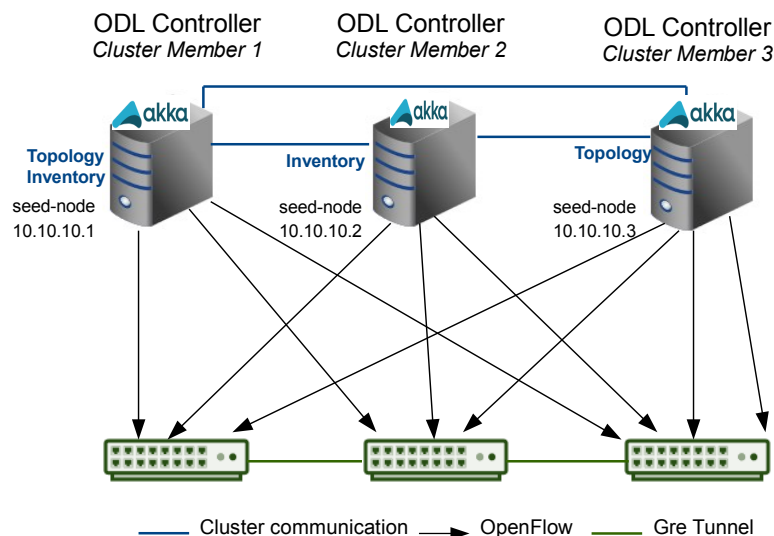 ODL Controller
Cluster Member 1
ODL Controller
Cluster Member 2
ODL Controller
Cluster Member 3
akka
akka
akka
Topology
Inventory
Inventory
Topology
seed-node
10.10.10.1
seed-node
10.10.10.2
seed-node
10.10.10.3
Cluster communication
OpenFlow
Gre Tunnel